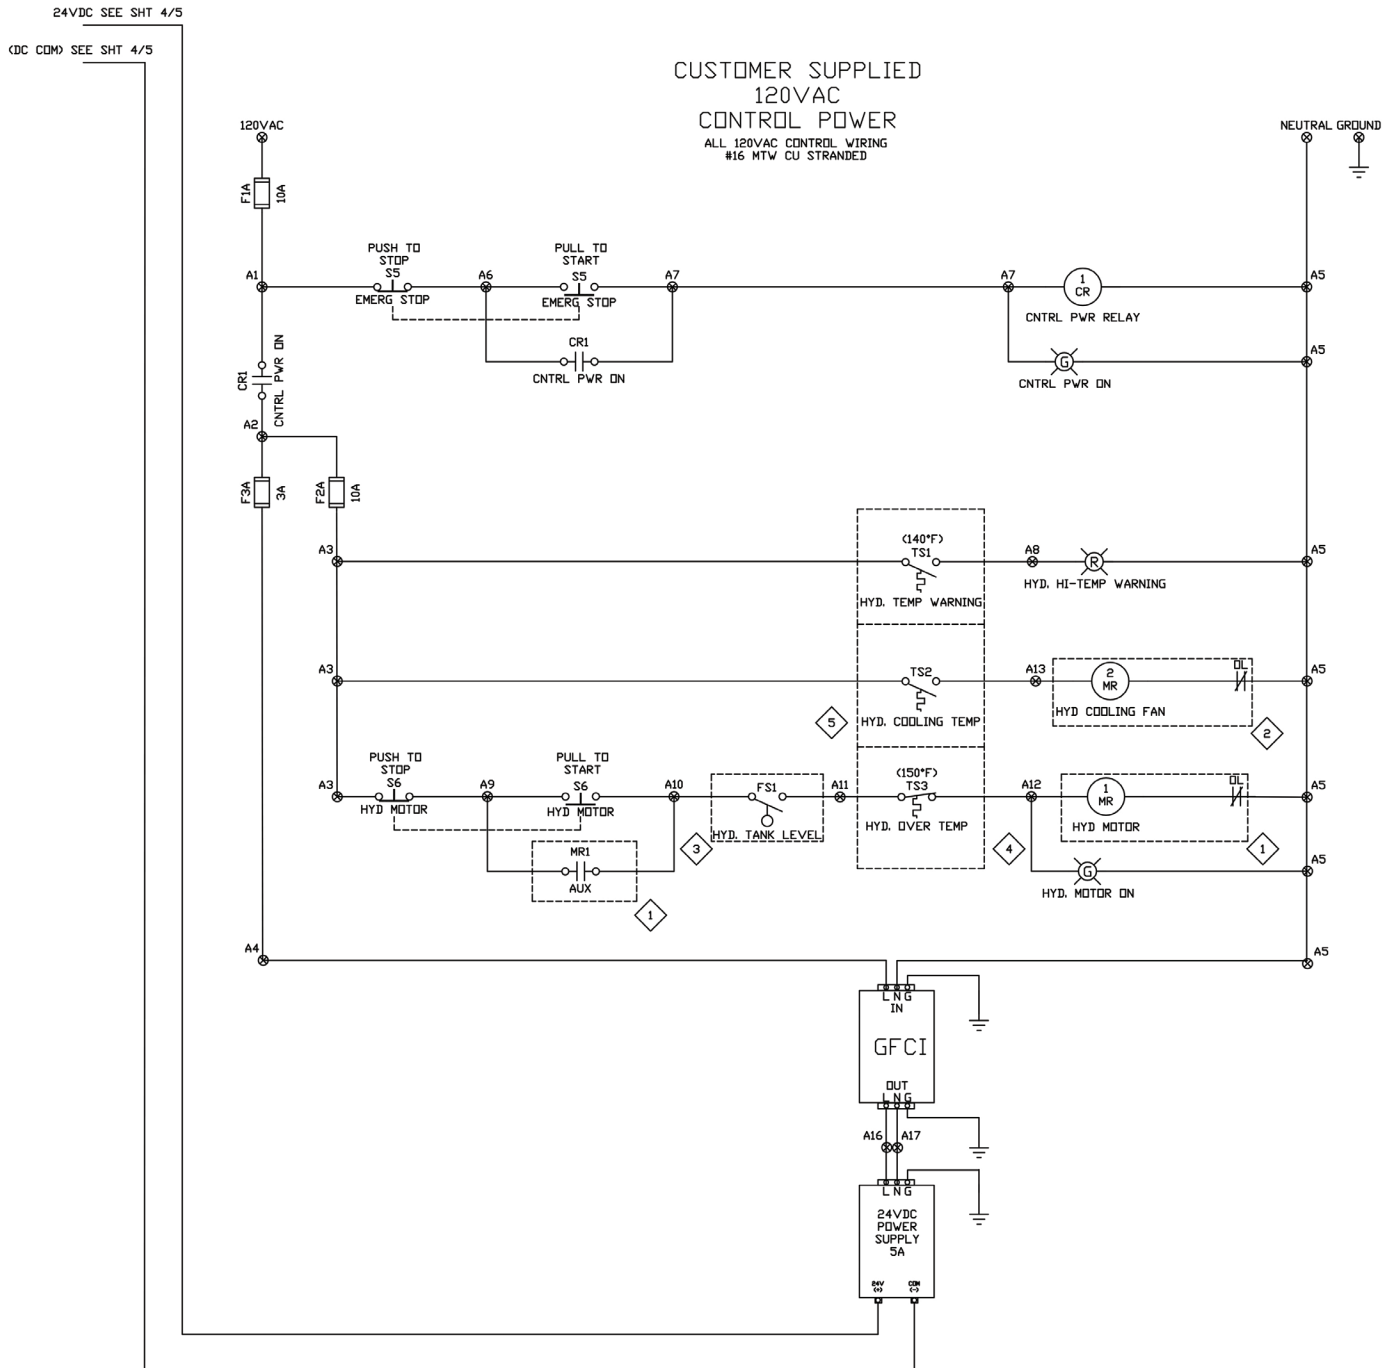 24VDC SEE SHT 4/5
(DC COM) SEE SHT 4/5
CUSTOMER SUPPLIED
120VAC
CONTROL POWER
ALL 120VAC CONTROL WIRING
#16 MTW CU STRANDED
120VAC
NEUTRAL GROUND
F1A
10A
A1
PUSH TO
STOP
S5
EMERG STOP
A6
PULL TO
START
S5
EMERG STOP
A7
A7
1
CR
CNTRL PWR RELAY
A5
CR1
CNTRL PWR ON
G
CNTRL PWR ON
A5
CR1
CNTRL PWR ON
A2
F3A
3A
F2A
10A
A3
(140°F)
TS1
HYD. TEMP WARNING
A8
R
HYD. HI-TEMP WARNING
A5
A3
TS2
HYD. COOLING TEMP
5
A13
2
MR
HYD COOLING FAN
OL
2
A5
A3
PUSH TO
STOP
S6
HYD MOTOR
A9
PULL TO
START
S6
HYD MOTOR
A10
FS1
HYD. TANK LEVEL
3
A11
(150°F)
TS3
HYD. OVER TEMP
A12
4
1
MR
HYD MOTOR
OL
1
A5
MR1
AUX
1
G
HYD. MOTOR ON
A5
A4
A5
L N G
IN
GFCI
OUT
L N G
A16
A17
L N G
24VDC
POWER
SUPPLY
5A
24V
(+)
COM
(-)